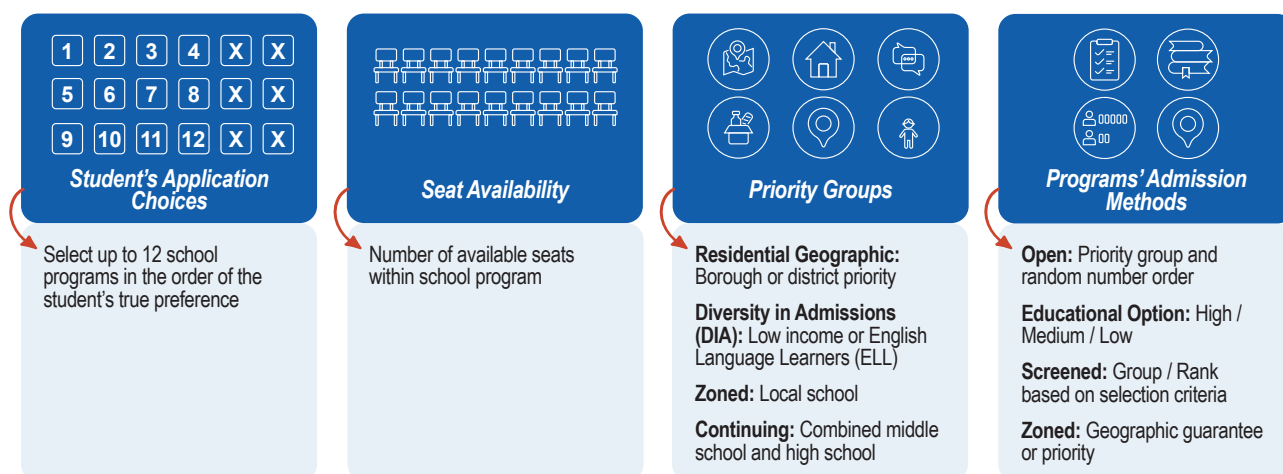 1 2 3 4 X X
5 6 7 8 X X
9 10 11 12 X X
Student's Application
Choices
Select up to 12 school
programs in the order of the
student's true preference
Seat Availability
Number of available seats
within school program
Priority Groups
Residential Geographic:
Borough or district priority
Diversity in Admissions
(DIA): Low income or English
Language Learners (ELL)
Zoned: Local school
Continuing: Combined middle
school and high school
Programs' Admission
Methods
Open: Priority group and
random number order
Educational Option: High /
Medium / Low
Screened: Group / Rank
based on selection criteria
Zoned: Geographic guarantee
or priority